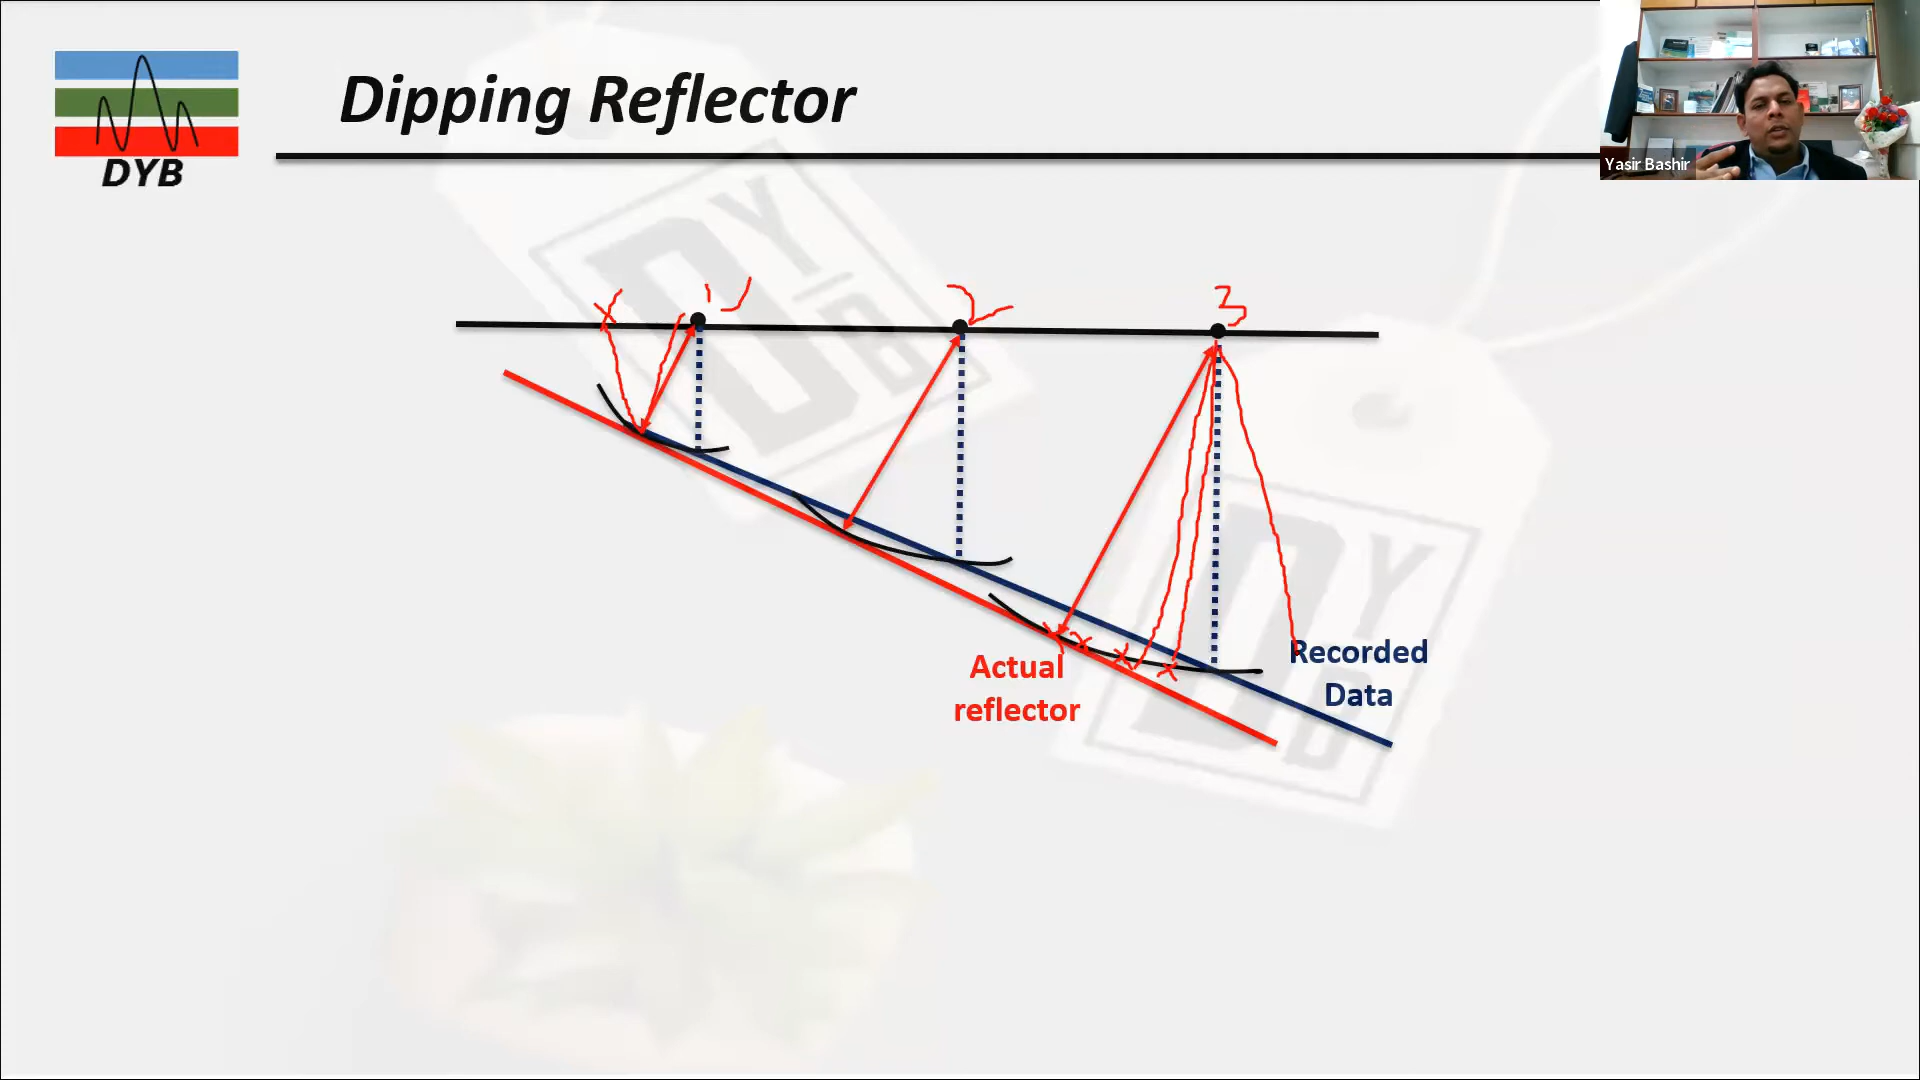 Dipping Reflector
DYB
Yasir Bashir
1
2
3
Recorded
Data
Actual
reflector
D Y B
D Y B